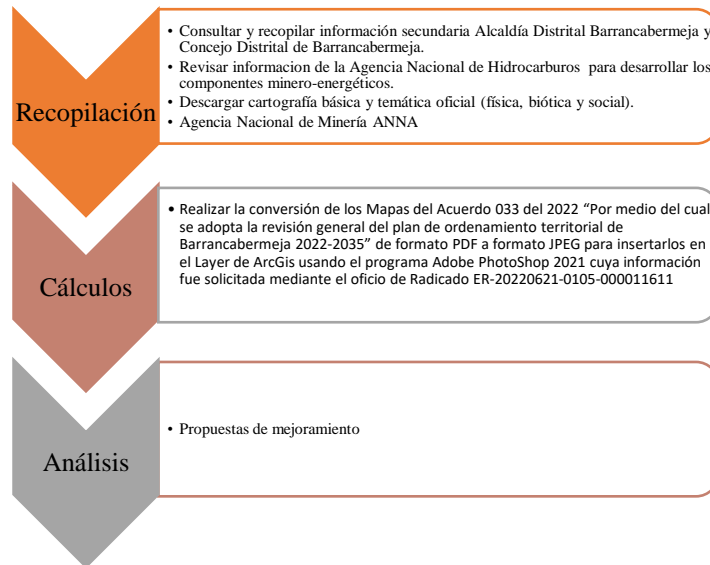 Recopilación
• Consultar y recopilar información secundaria Alcaldía Distrital Barrancabermeja y
Concejo Distrital de Barrancabermeja.
• Revisar informacion de la Agencia Nacional de Hidrocarburos para desarrollar los
componentes minero-energéticos.
• Descargar cartografía básica y temática oficial (física, biótica y social).
• Agencia Nacional de Minería ANNA
Cálculos
• Realizar la conversión de los Mapas del Acuerdo 033 del 2022 “Por medio del cual
se adopta la revisión general del plan de ordenamiento territorial de
Barrancabermeja 2022-2035” de formato PDF a formato JPEG para insertarlos en
el Layer de ArcGis usando el programa Adobe PhotoShop 2021 cuya información
fue solicitada mediante el oficio de Radicado ER-20220621-0105-000011611
Análisis
• Propuestas de mejoramiento